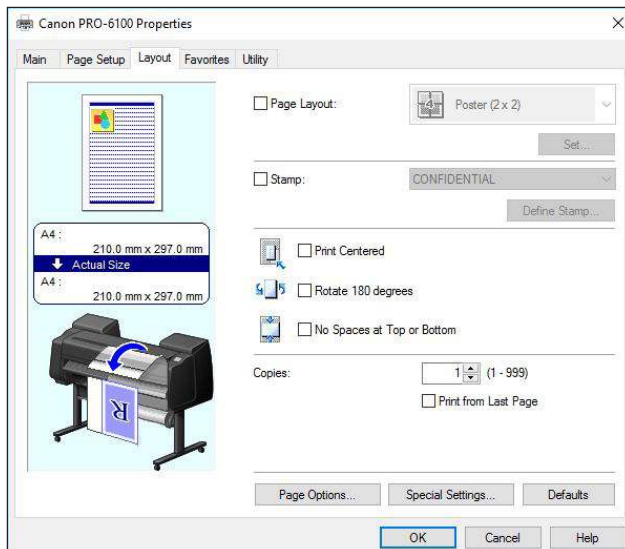 Canon PRO-6100 Properties
Main Page Setup Layout Favorites Utility
Page Layout: Poster (2 x 2)
Set...
Stamp: CONFIDENTIAL
Define Stamp...
A4 :
210.0 mm x 297.0 mm
Actual Size
A4 :
210.0 mm x 297.0 mm
Print Centered
Rotate 180 degrees
No Spaces at Top or Bottom
Copies: 1 (1 - 999)
Print from Last Page
R
Page Options... Special Settings... Defaults
OK Cancel Help